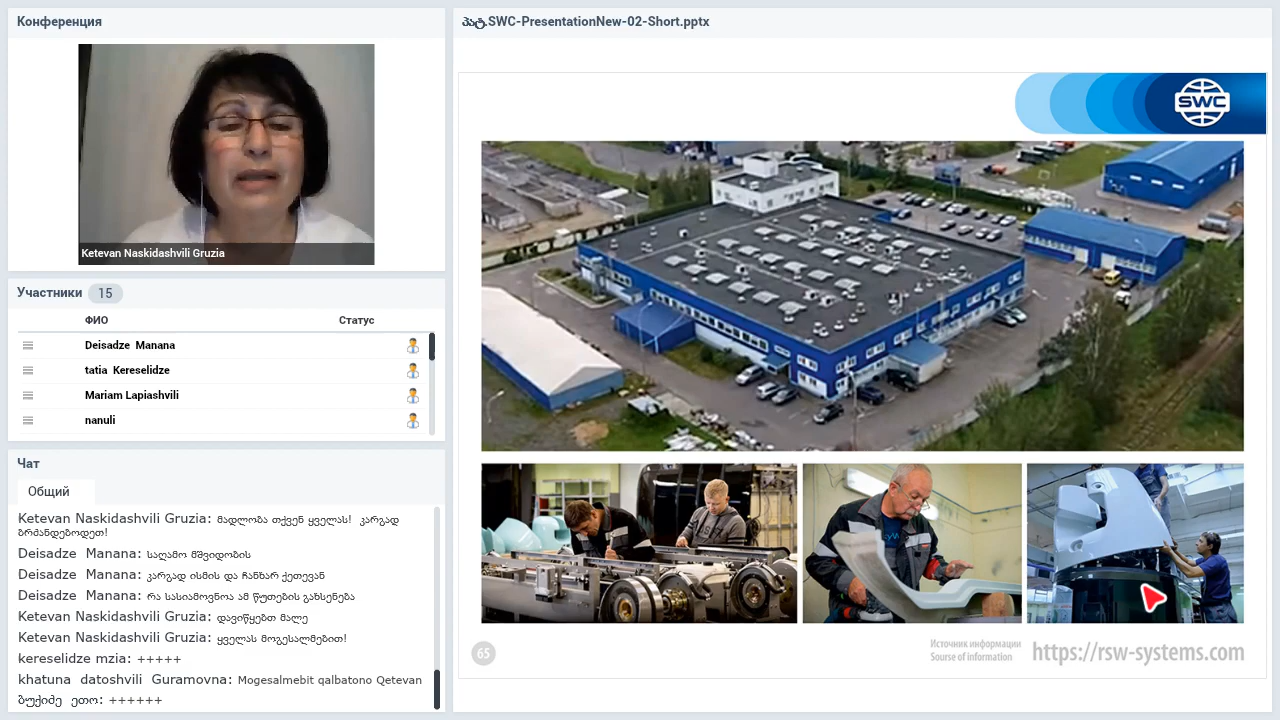 Конференция
Ketevan Naskidashvili Gruzia
Участники 15
ФИО Статус
Deisadze Manana
tatia Kereselidze
Mariam Lapiashvili
nanuli
Чат
Общий
Ketevan Naskidashvili Gruzia: მადლობა თქვენ ყველას! კარგად
ბრძანდებოდეთ!
Deisadze Manana: საღამო მშვიდობის
Deisadze Manana: კარგად ისმის და ჩანხარ ქეთევან
Deisadze Manana: რა სასიამოვნოა ამ წუთების გახსენება
Ketevan Naskidashvili Gruzia: დავიწყებთ მალე
Ketevan Naskidashvili Gruzia: ყველას მოგესალმებით!
kereselidze mzia: +++++
khatuna datoshvili Guramovna: Mogesalmebit qalbatono Qetevan
ბუქიძე ეთო: ++++++
პატ.SWC-PresentationNew-02-Short.pptx
SWC
65
Источник информации
Sourse of information
https://rsw-systems.com